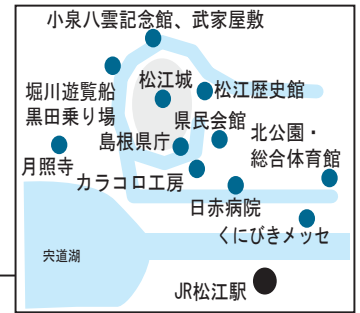 小泉八雲記念館、武家屋敷
松江城
堀川遊覧船
黒田乗り場
松江歴史館
県民会館
北公園・
総合体育館
島根県庁
月照寺
カラコロ工房
日赤病院
くにびきメッセ
宍道湖
JR松江駅